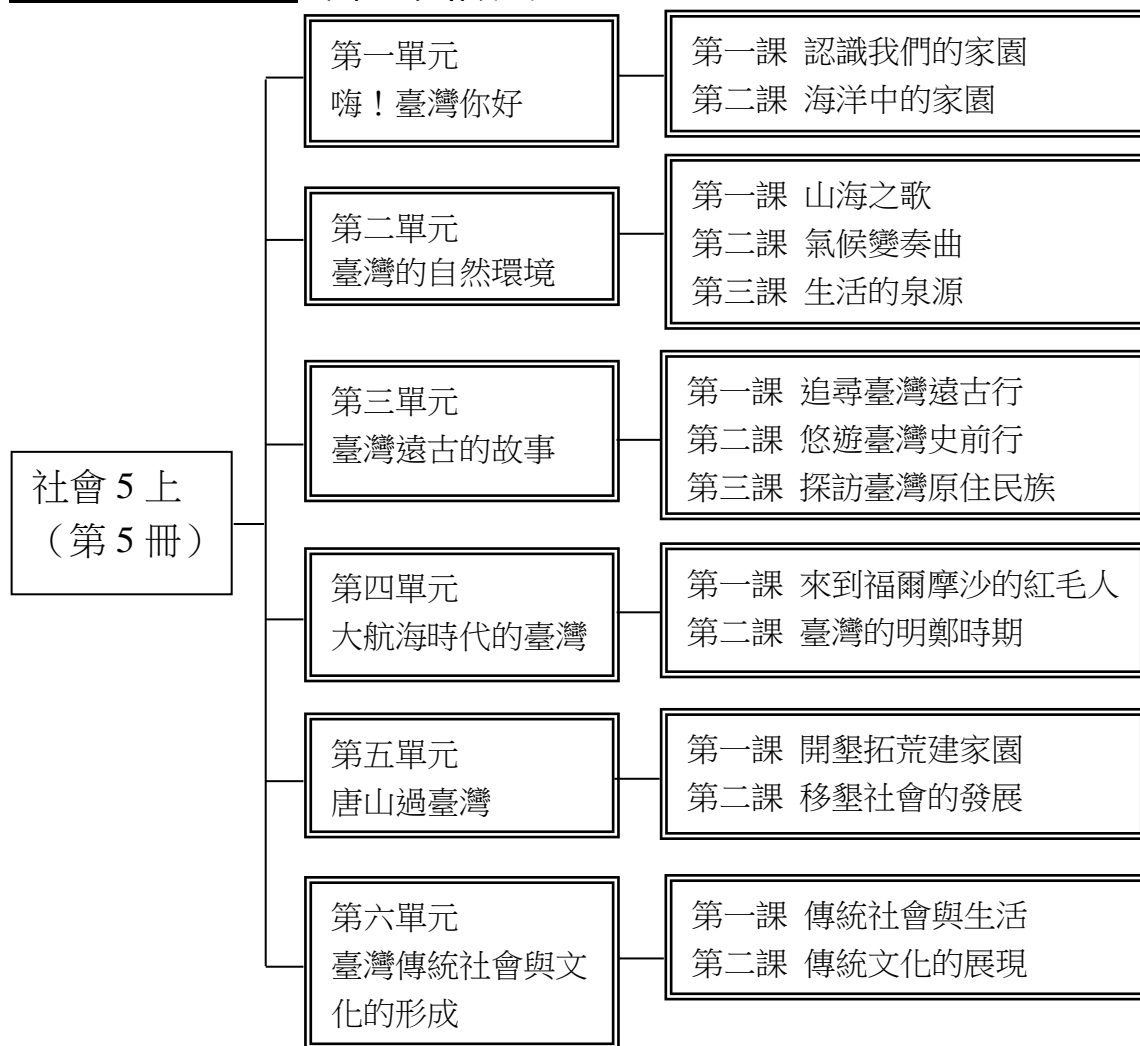 社會 5 上
（第 5 冊）
第一單元
嗨！臺灣你好
第一課 認識我們的家園
第二課 海洋中的家園
第二單元
臺灣的自然環境
第一課 山海之歌
第二課 氣候變奏曲
第三課 生活的泉源
第三單元
臺灣遠古的故事
第一課 追尋臺灣遠古行
第二課 悠遊臺灣史前行
第三課 探訪臺灣原住民族
第四單元
大航海時代的臺灣
第一課 來到福爾摩沙的紅毛人
第二課 臺灣的明鄭時期
第五單元
唐山過臺灣
第一課 開墾拓荒建家園
第二課 移墾社會的發展
第六單元
臺灣傳統社會與文
化的形成
第一課 傳統社會與生活
第二課 傳統文化的展現